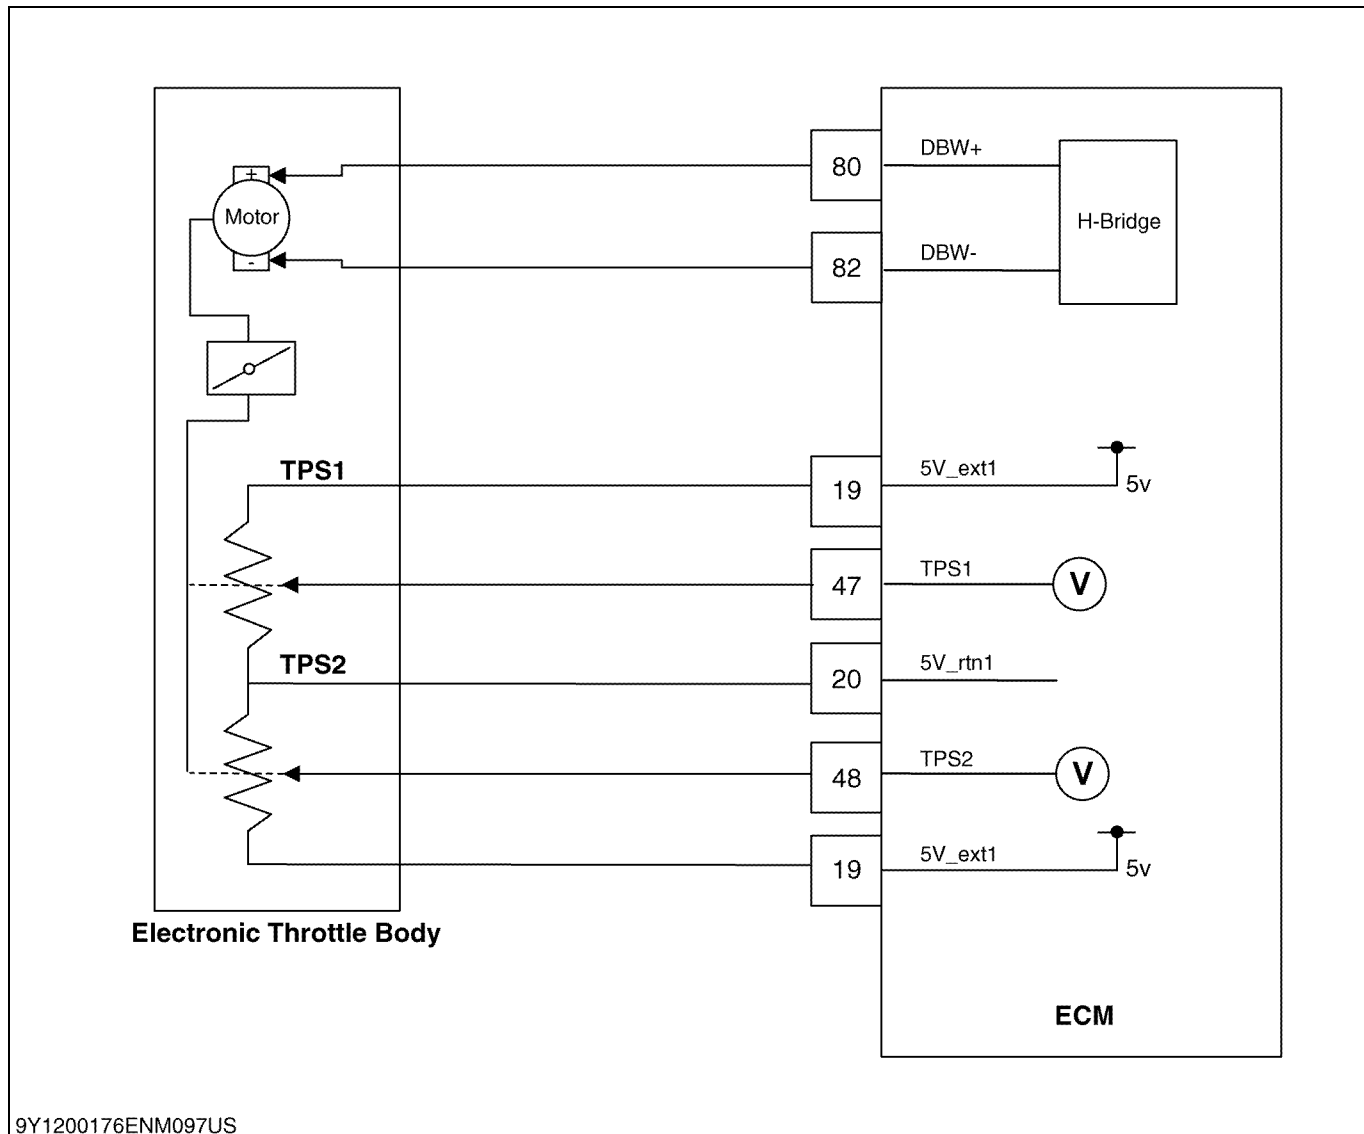 80
DBW+
+
Motor
-
H-Bridge
82
DBW-
TPS1
19
5V_ext1
5v
47
TPS1
V
TPS2
20
5V_rtn1
48
TPS2
V
19
5V_ext1
5v
Electronic Throttle Body
ECM
9Y1200176ENM097US